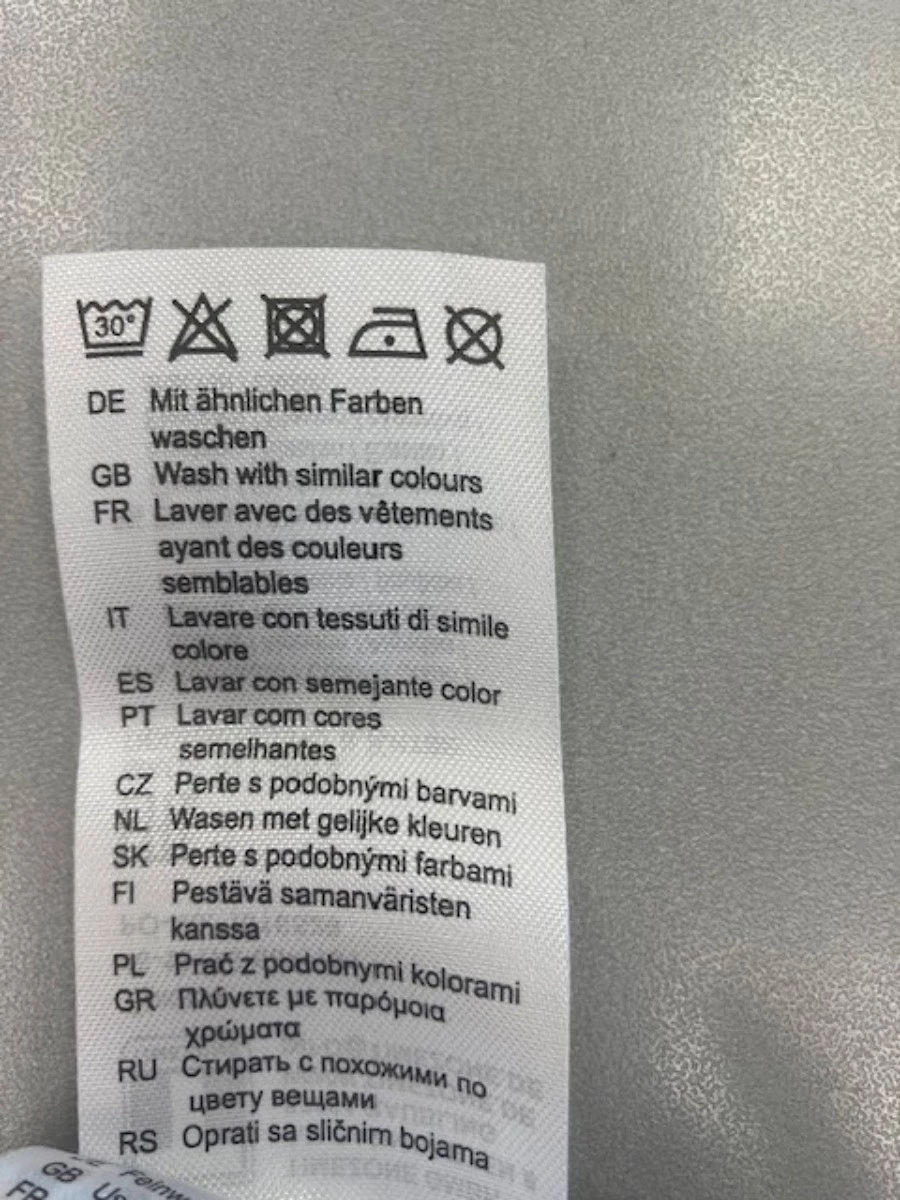 30°
DE Mit ähnlichen Farben
waschen
GB Wash with similar colours
FR Laver avec des vêtements
ayant des couleurs
semblables
IT Lavare con tessuti di simile
colore
ES Lavar con semejante color
PT Lavar com cores
semelhantes
CZ Perte s podobnými barvami
NL Wasen met gelijke kleuren
SK Perte s podobnými farbami
FI Pestävä samanväristen
kanssa
PL Prać z podobnymi kolorami
GR Πλύνετε με παρόμοια
χρώματα
RU Стирать с похожими по
цвету вещами
RS Oprati sa sličnim bojama
GB
FR